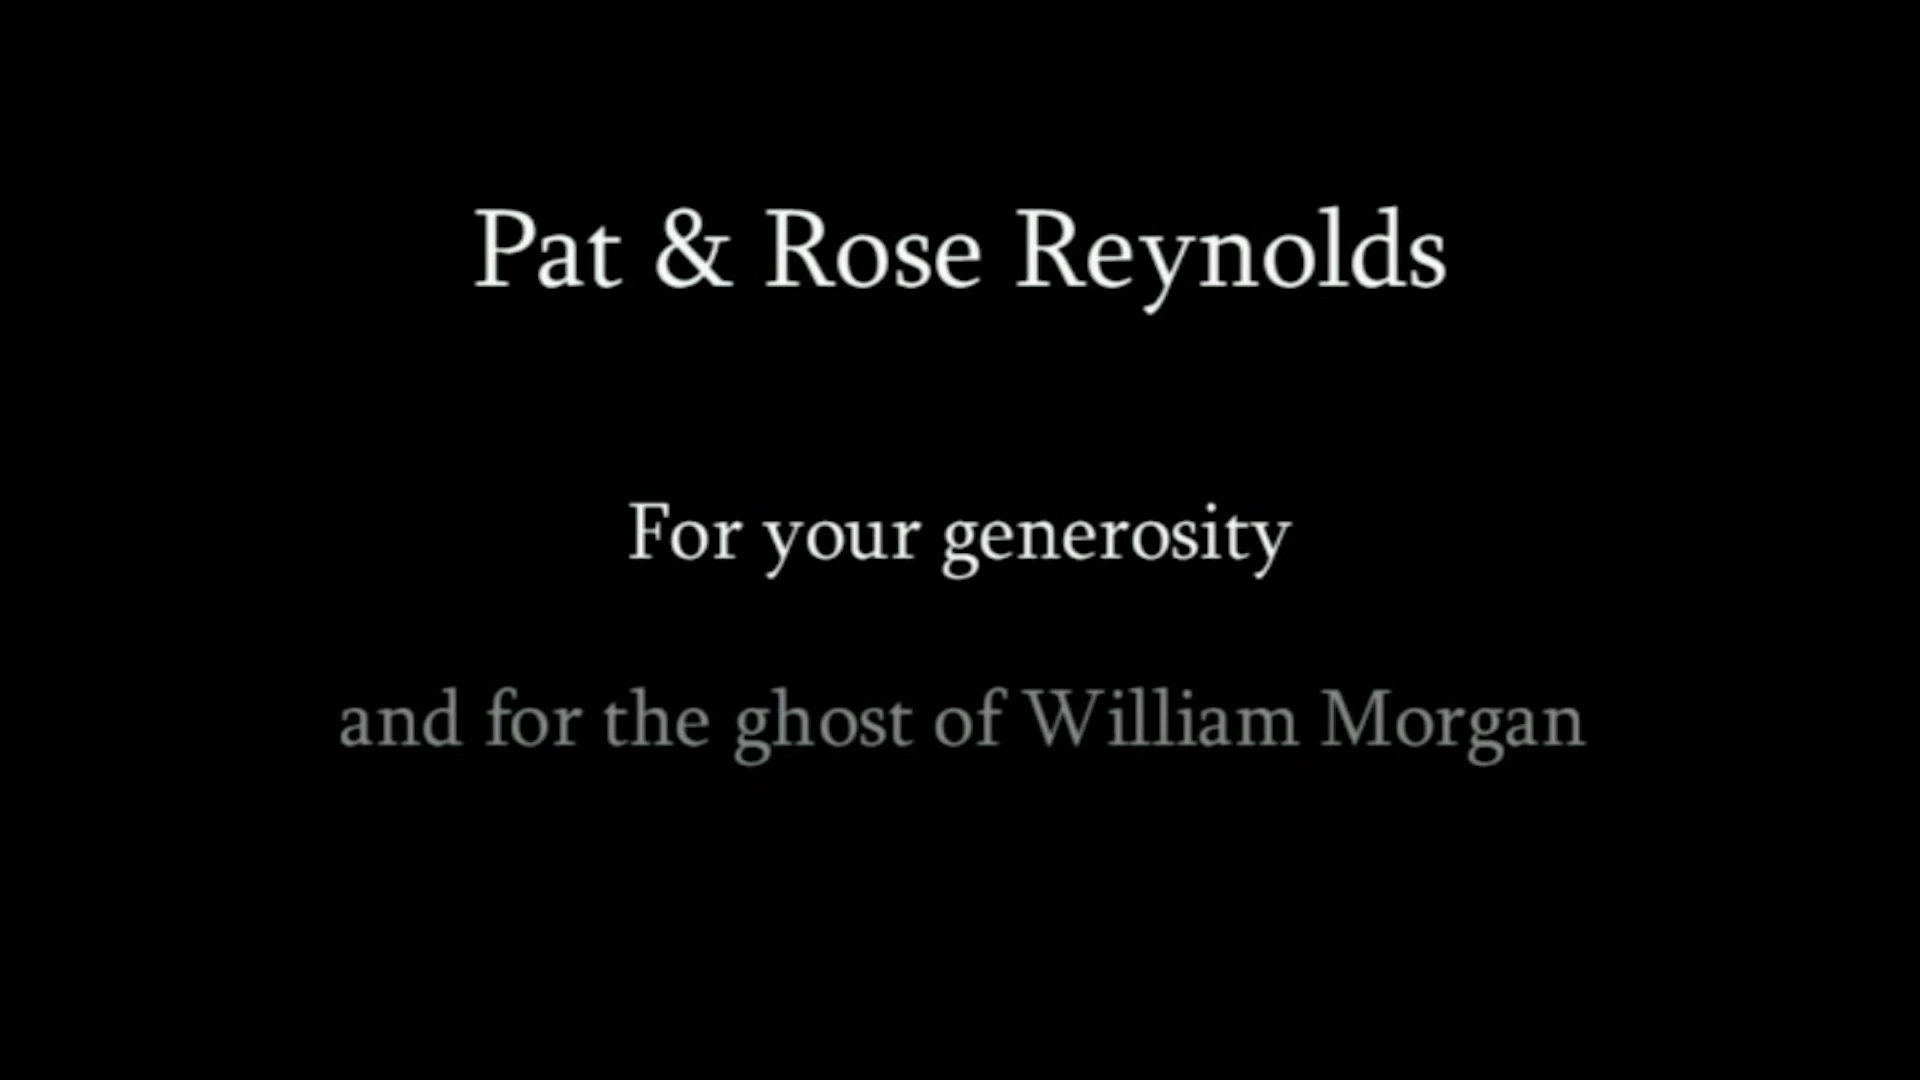 Pat & Rose Reynolds
For your generosity
and for the ghost of William Morgan